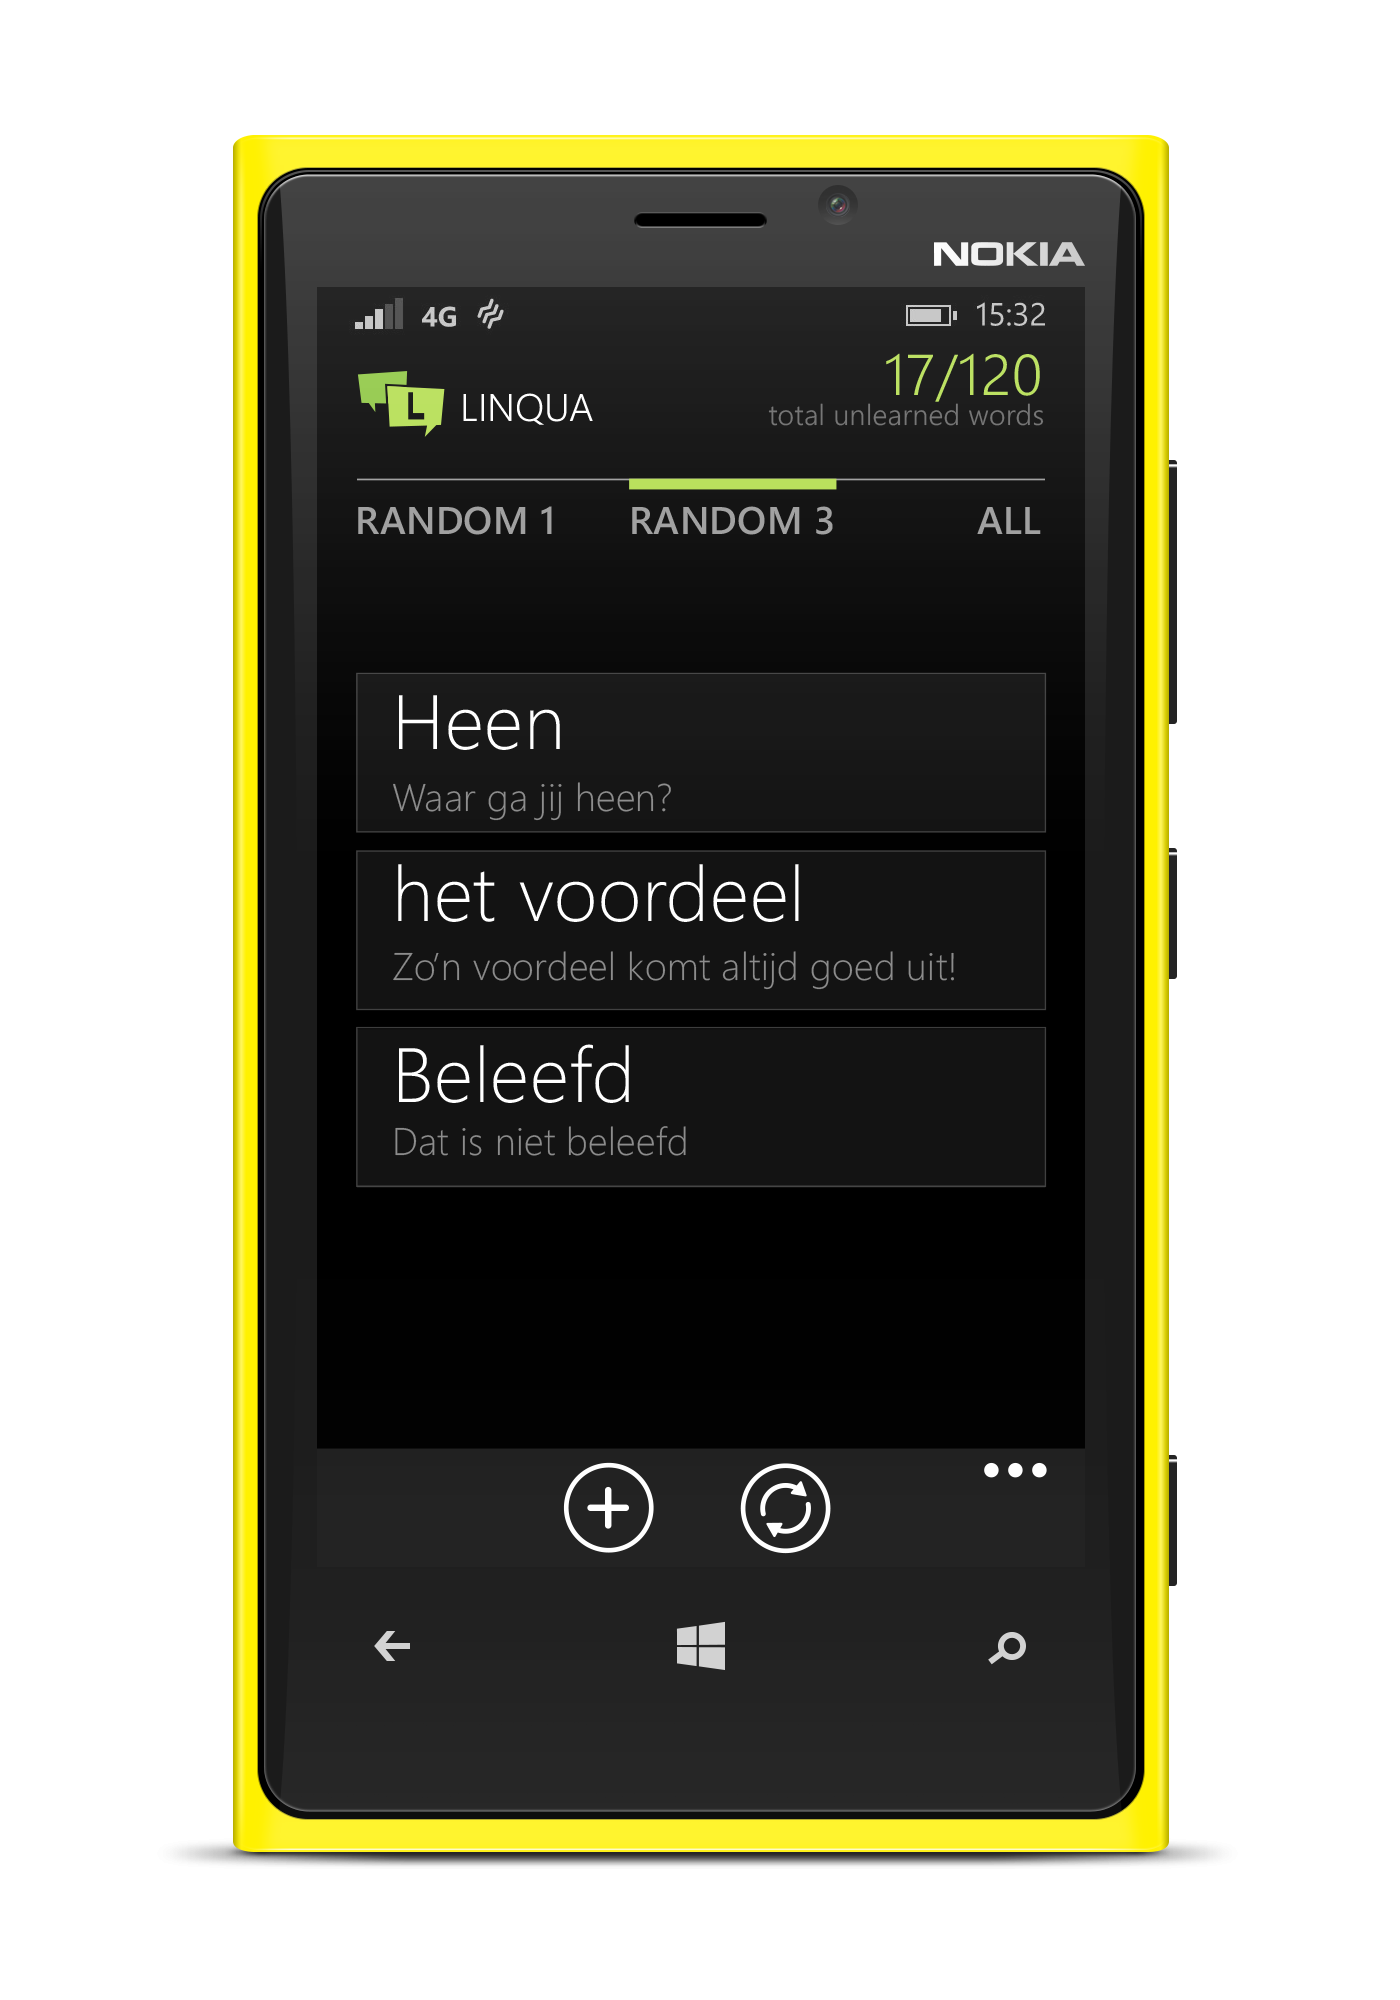 NOKIA
4G
15:32
17/120
total unlearned words
L
LINQUA
RANDOM 1
RANDOM 3
ALL
Heen
Waar ga jij heen?
het voordeel
Zo'n voordeel komt altijd goed uit!
Beleefd
Dat is niet beleefd